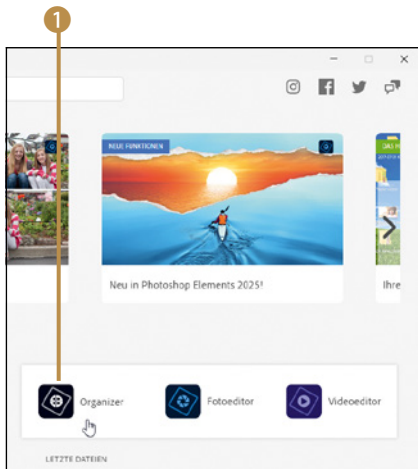 1
NEUE FUNKTIONEN
Neu in Photoshop Elements 2025!
Ihre
Organizer
Fotoeditor
Videoeditor
LETZTE DATEIEN